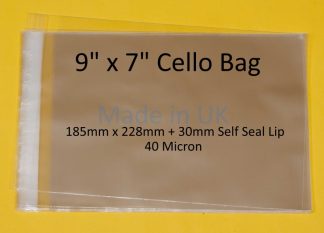 9" x 7" Cello Bag
Made in UK
185mm x 228mm + 30mm Self Seal Lip
40 Micron